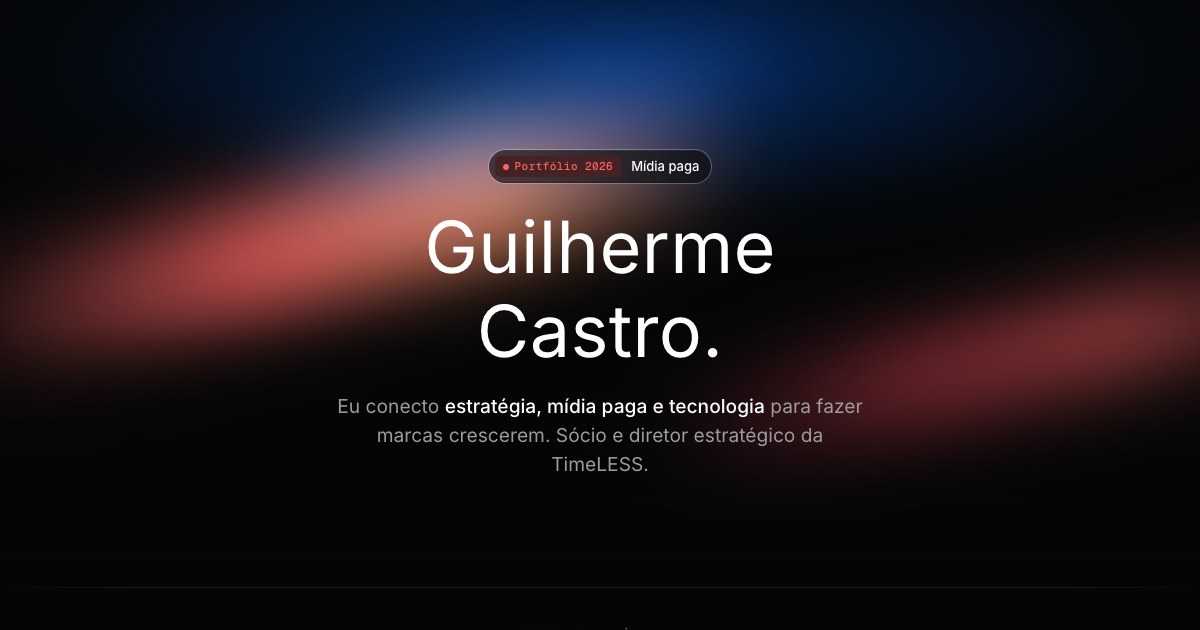 Portfólio 2026 Mídia paga
Guilherme
Castro.
Eu conecto estratégia, mídia paga e tecnologia para fazer
marcas crescerem. Sócio e diretor estratégico da
TimeLESS.